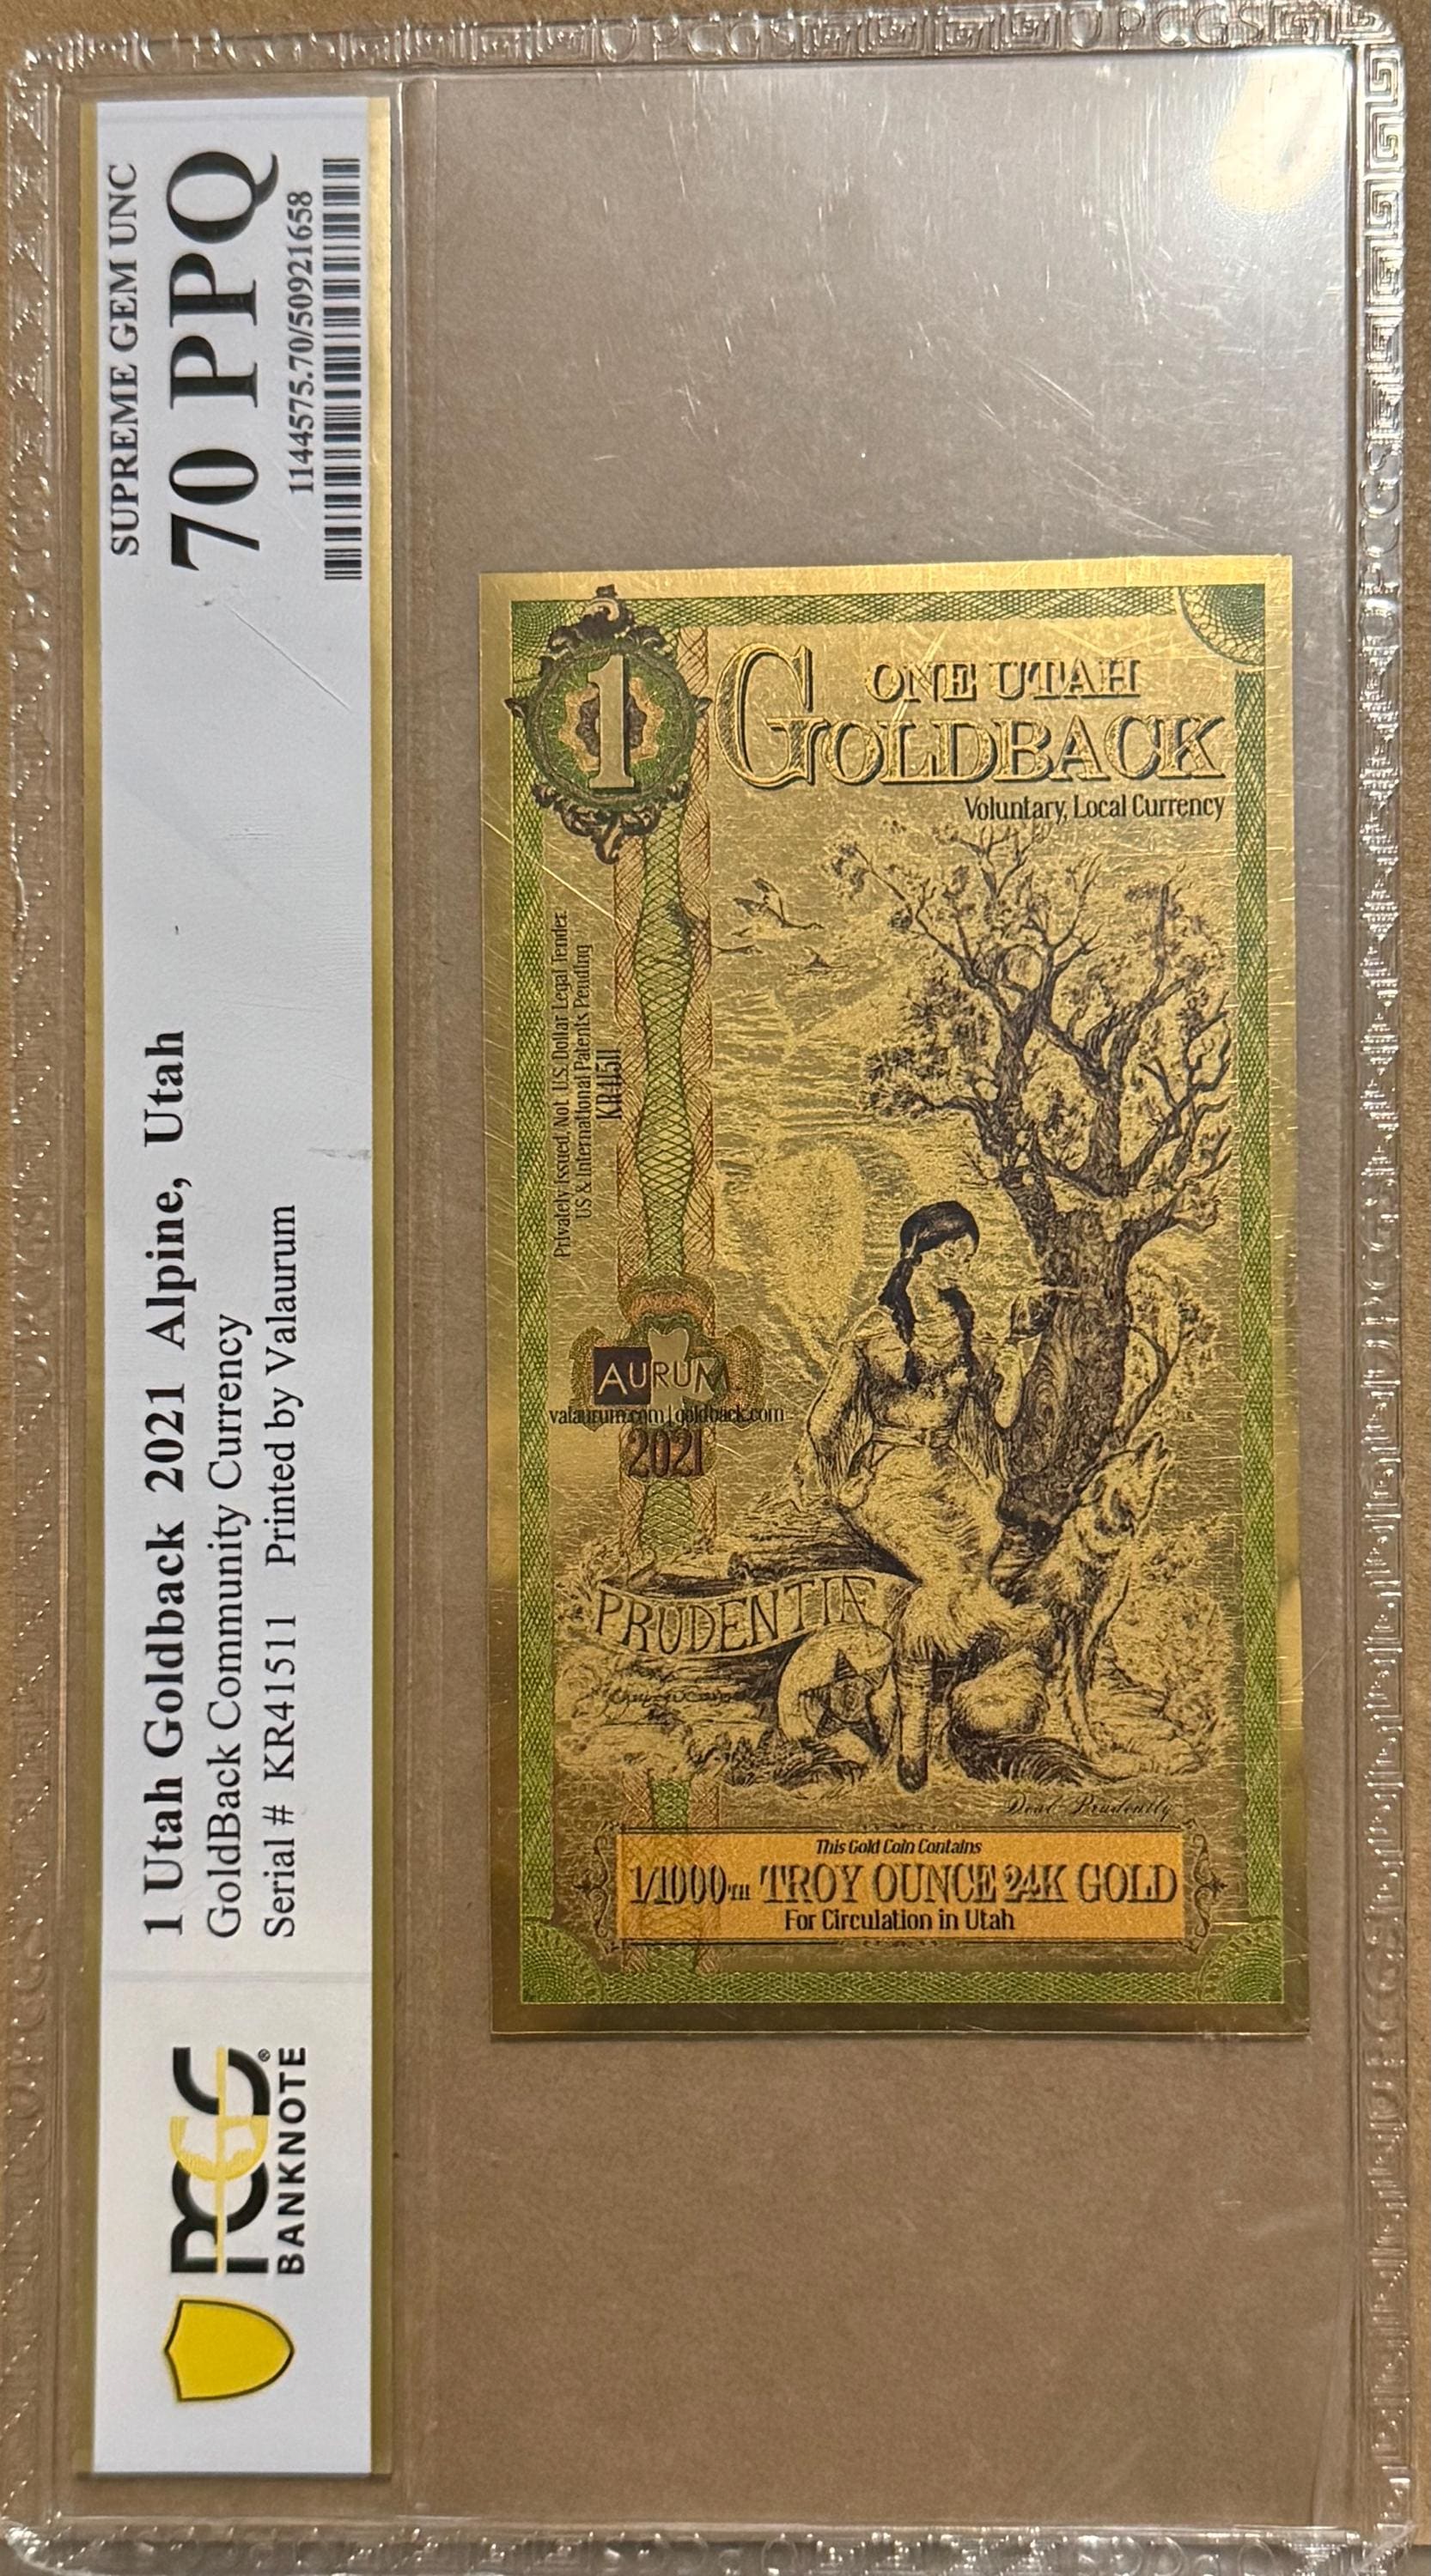 SUPREME GEM UNC
70 PPQ
1144575.70/50921658
1 Utah Goldback 2021 Alpine, Utah
GoldBack Community Currency
Serial # KR41511 Printed by Valaurum
PCGS®
BANKNOTE
1
ONE UTAH
GOLDBACK
Voluntary, Local Currency
Privately Issued, Not U.S. Dollar Legal Tender
US & International Patents Pending
KR41511
AURUM
valaurum.com | goldback.com
2021
PRUDENTIA
Deal Prudently
This Gold Coin Contains
1/1000TH TROY OUNCE 24K GOLD
For Circulation in Utah
PCGS
PCGS